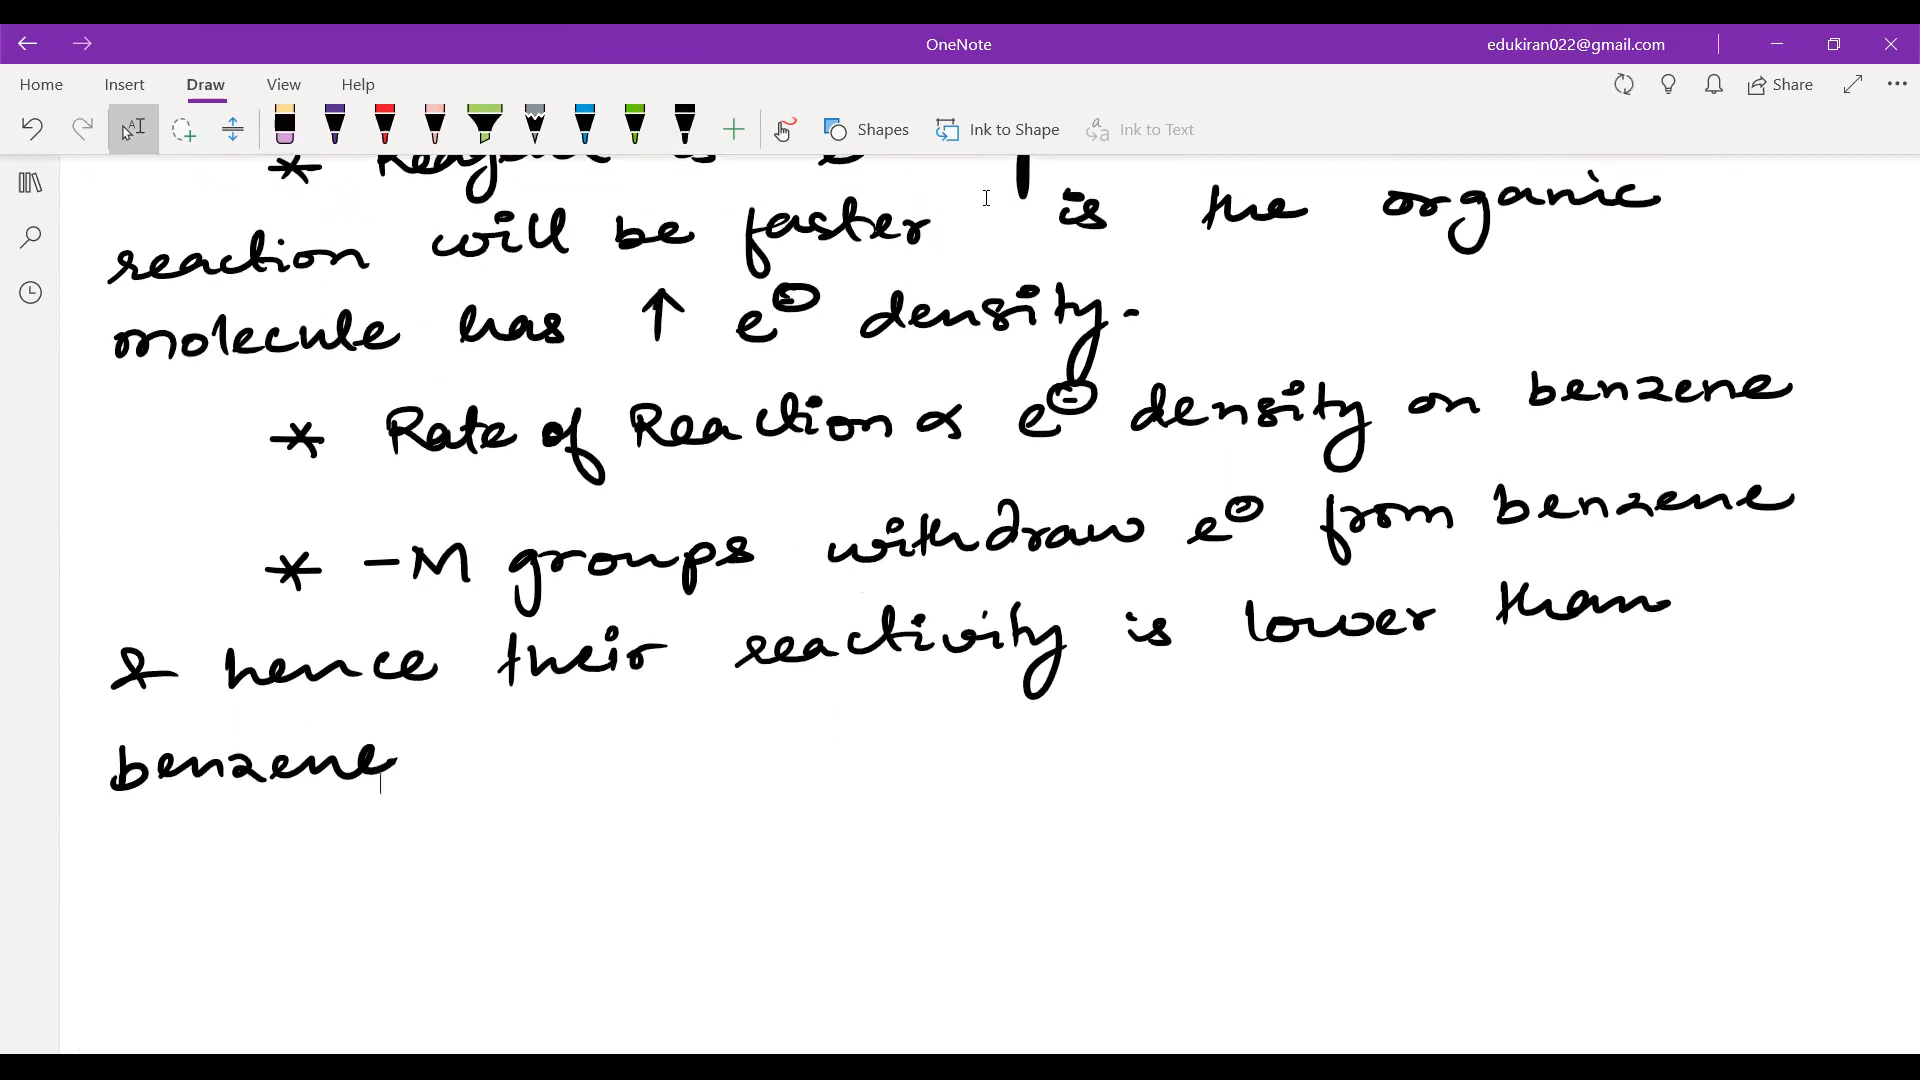 OneNote
edukiran022@gmail.com
Home Insert Draw View Help
Share
Shapes Ink to Shape Ink to Text
* Reagent is e
reaction will be faster is the organic
molecule has ↑ e⊖ density.
* Rate of Reaction ∝ e⊖ density on benzene
* -M groups withdraw e⊖ from benzene
& hence their reactivity is lower than
benzene